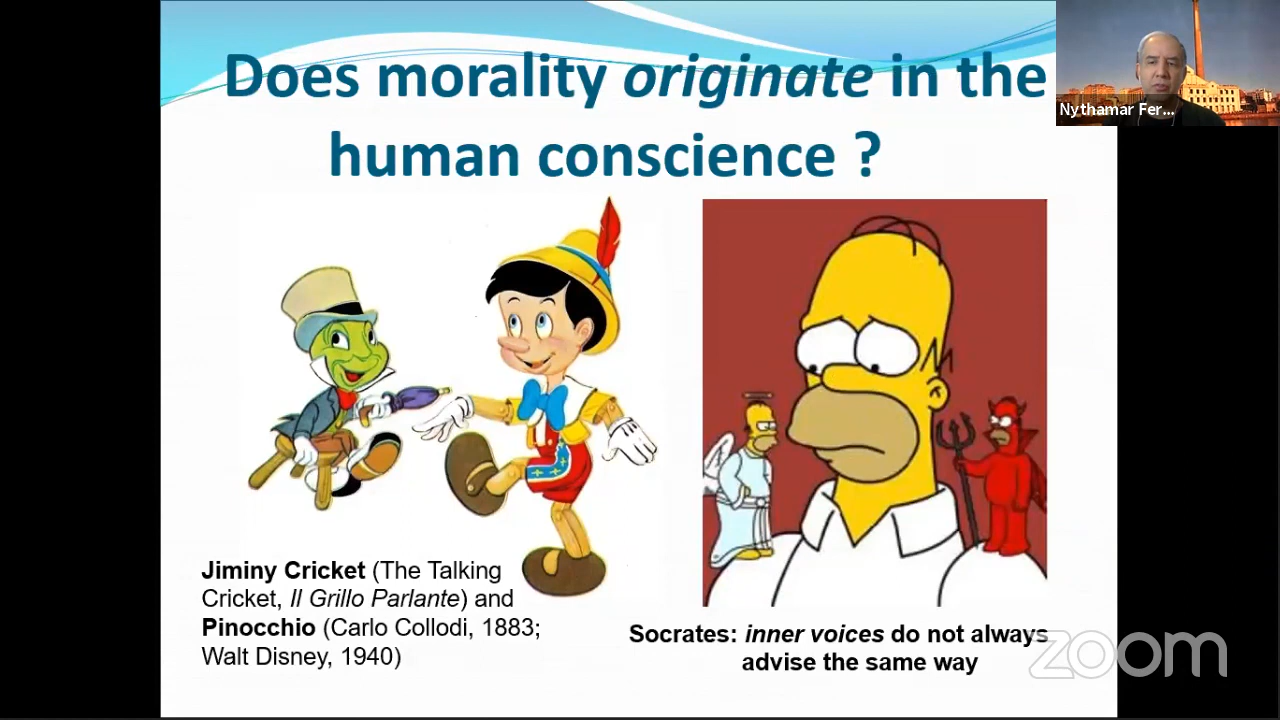 Does morality originate in the
human conscience ?
Nythamar Fer...
Jiminy Cricket (The Talking
Cricket, Il Grillo Parlante) and
Pinocchio (Carlo Collodi, 1883;
Walt Disney, 1940)
Socrates: inner voices do not always
advise the same way
zoom